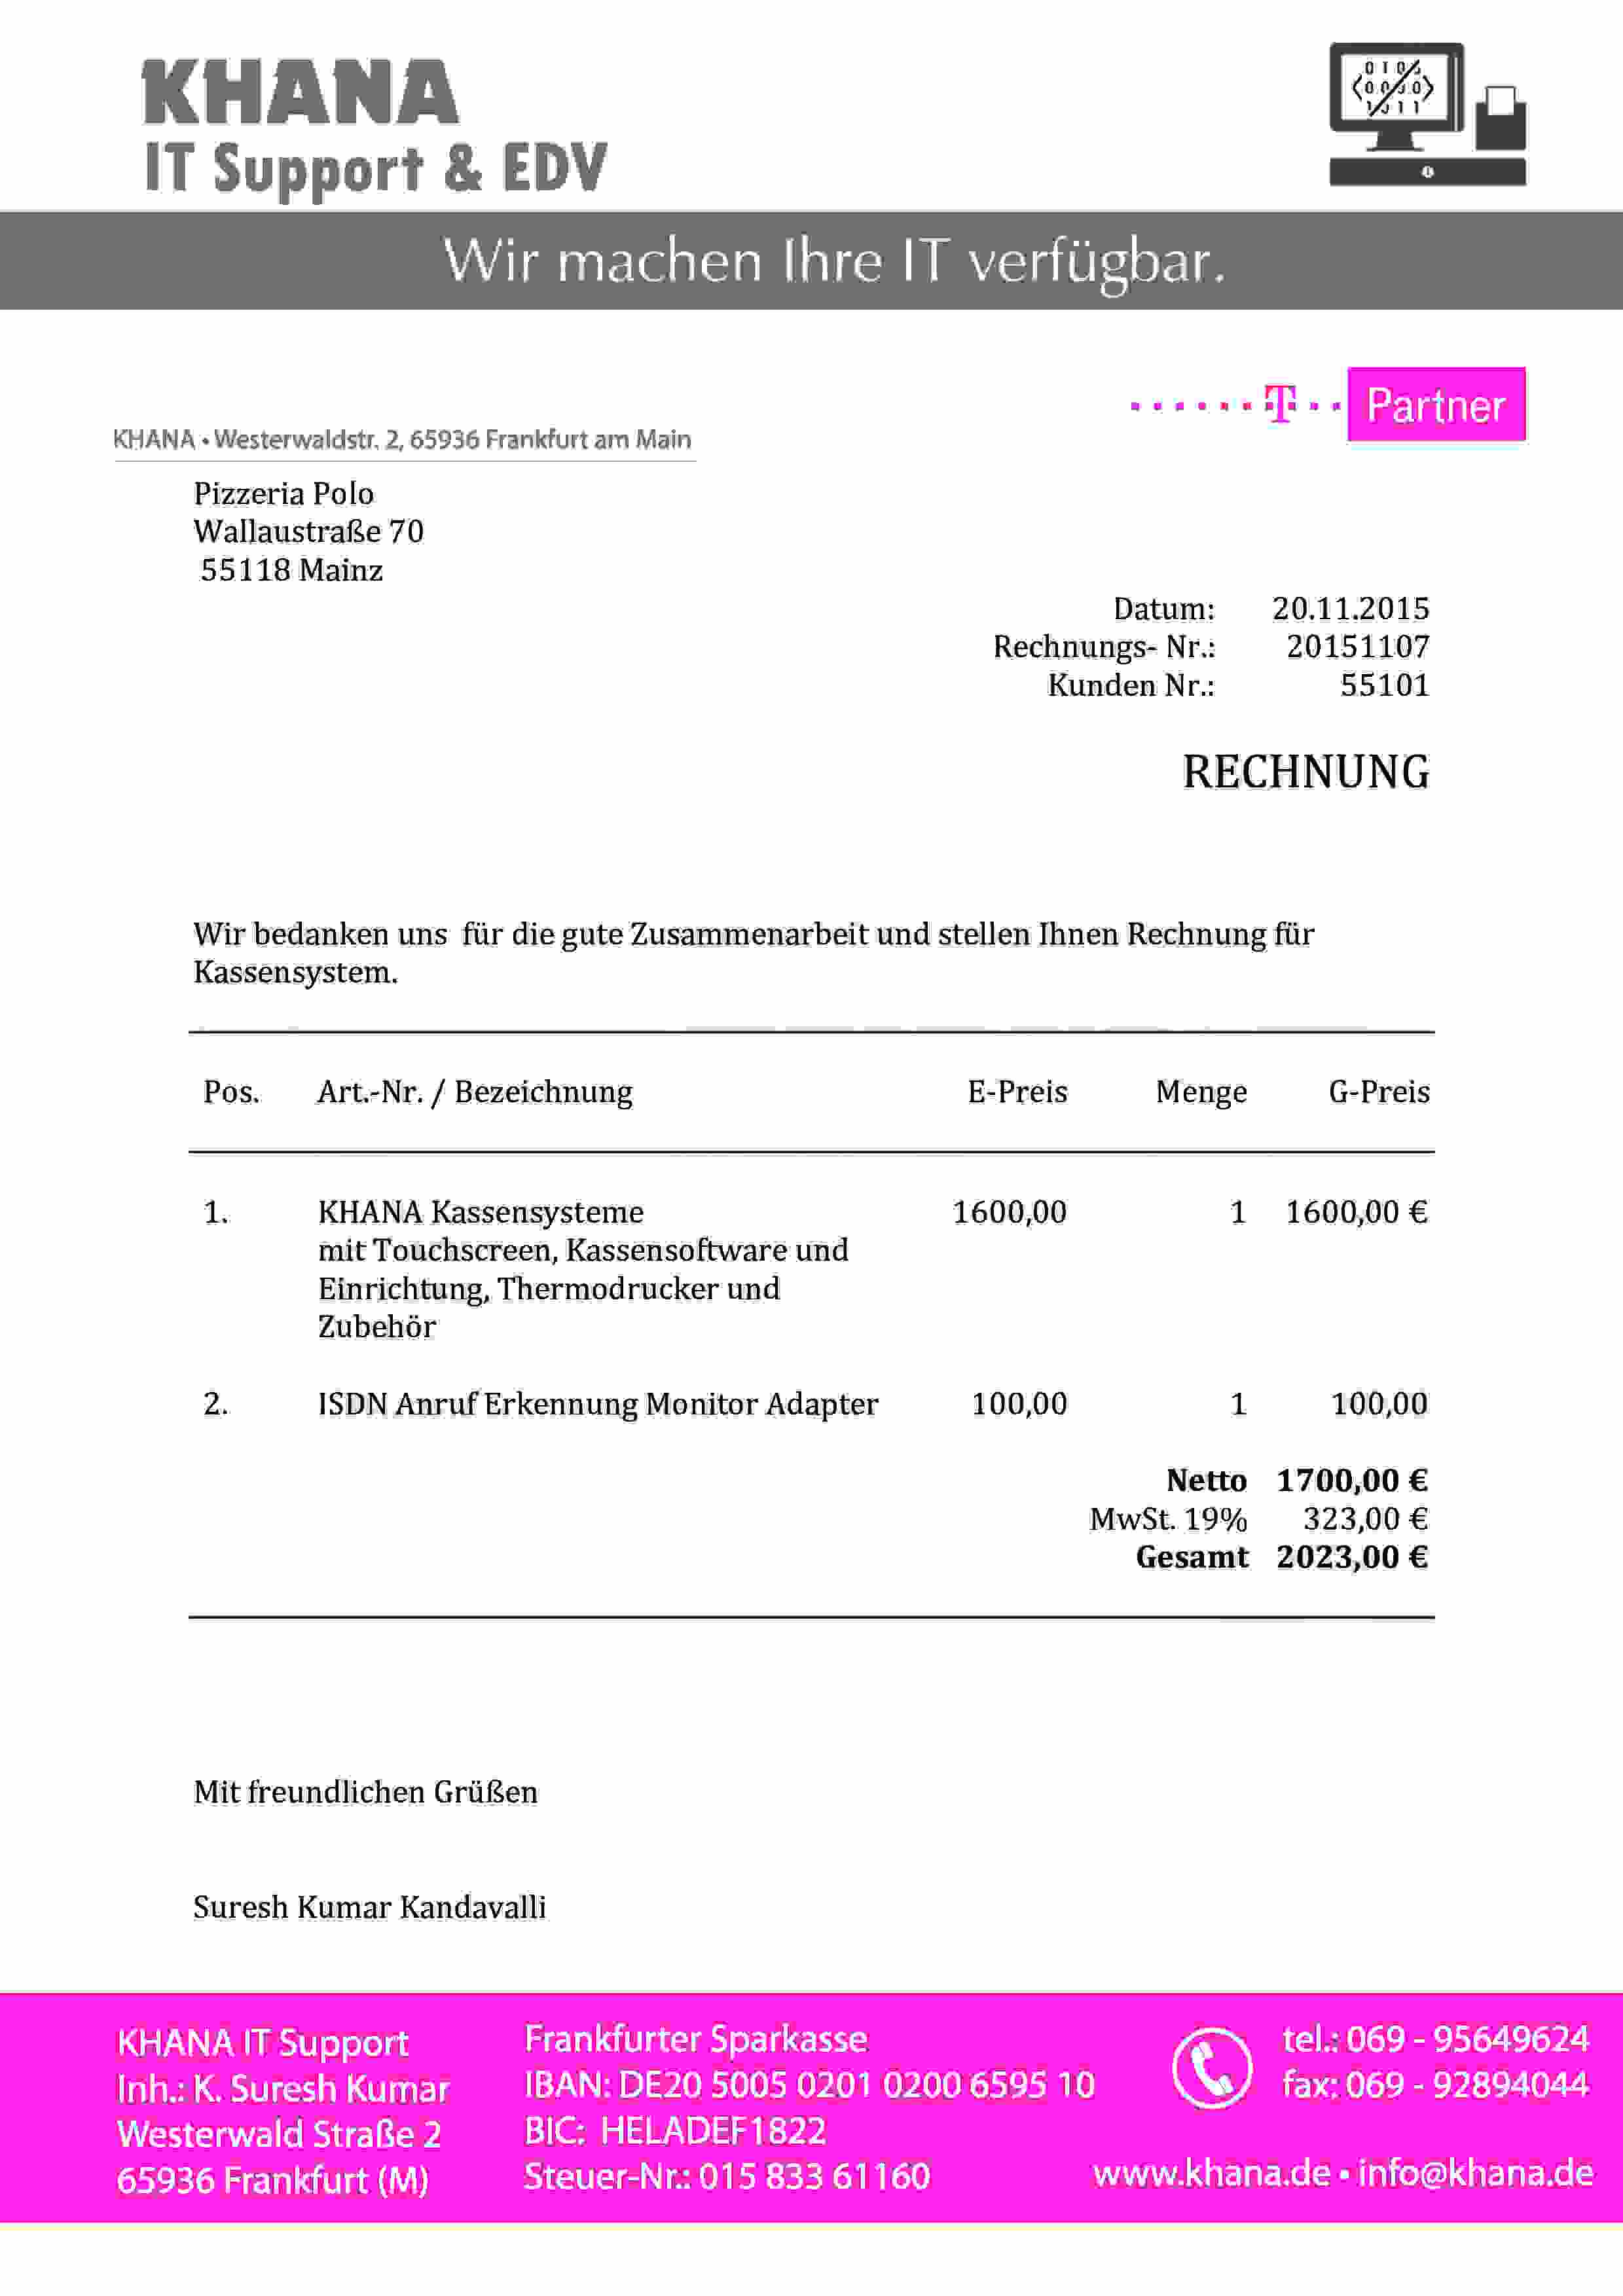 KHANA
IT Support & EDV
Wir machen Ihre IT verfügbar.
T Partner
KHANA • Westerwaldstr. 2, 65936 Frankfurt am Main
Pizzeria Polo
Wallaustraße 70
55118 Mainz
Datum: 20.11.2015
Rechnungs- Nr.: 20151107
Kunden Nr.: 55101
RECHNUNG
Wir bedanken uns für die gute Zusammenarbeit und stellen Ihnen Rechnung für
Kassensystem.
Pos. Art.-Nr. / Bezeichnung E-Preis Menge G-Preis
1. KHANA Kassensysteme 1600,00 1 1600,00 €
mit Touchscreen, Kassensoftware und
Einrichtung, Thermodrucker und
Zubehör
2. ISDN Anruf Erkennung Monitor Adapter 100,00 1 100,00
Netto 1700,00 €
MwSt. 19% 323,00 €
Gesamt 2023,00 €
Mit freundlichen Grüßen
Suresh Kumar Kandavalli
KHANA IT Support
Inh.: K. Suresh Kumar
Westerwald Straße 2
65936 Frankfurt (M)
Frankfurter Sparkasse
IBAN: DE20 5005 0201 0200 6595 10
BIC: HELADEF1822
Steuer-Nr.: 015 833 61160
tel.: 069 - 95649624
fax: 069 - 92894044
www.khana.de • info@khana.de